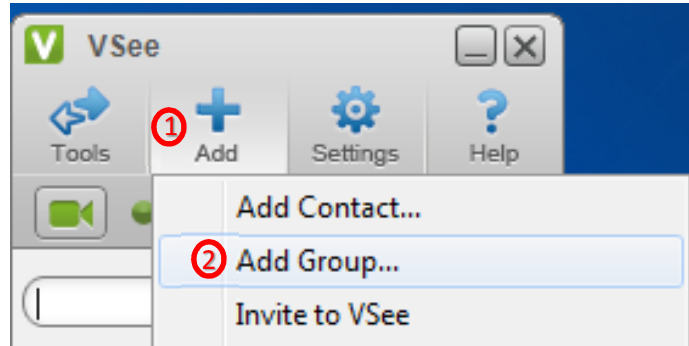 V VSee
Tools Add Settings Help
1
Add Contact...
2 Add Group...
Invite to VSee